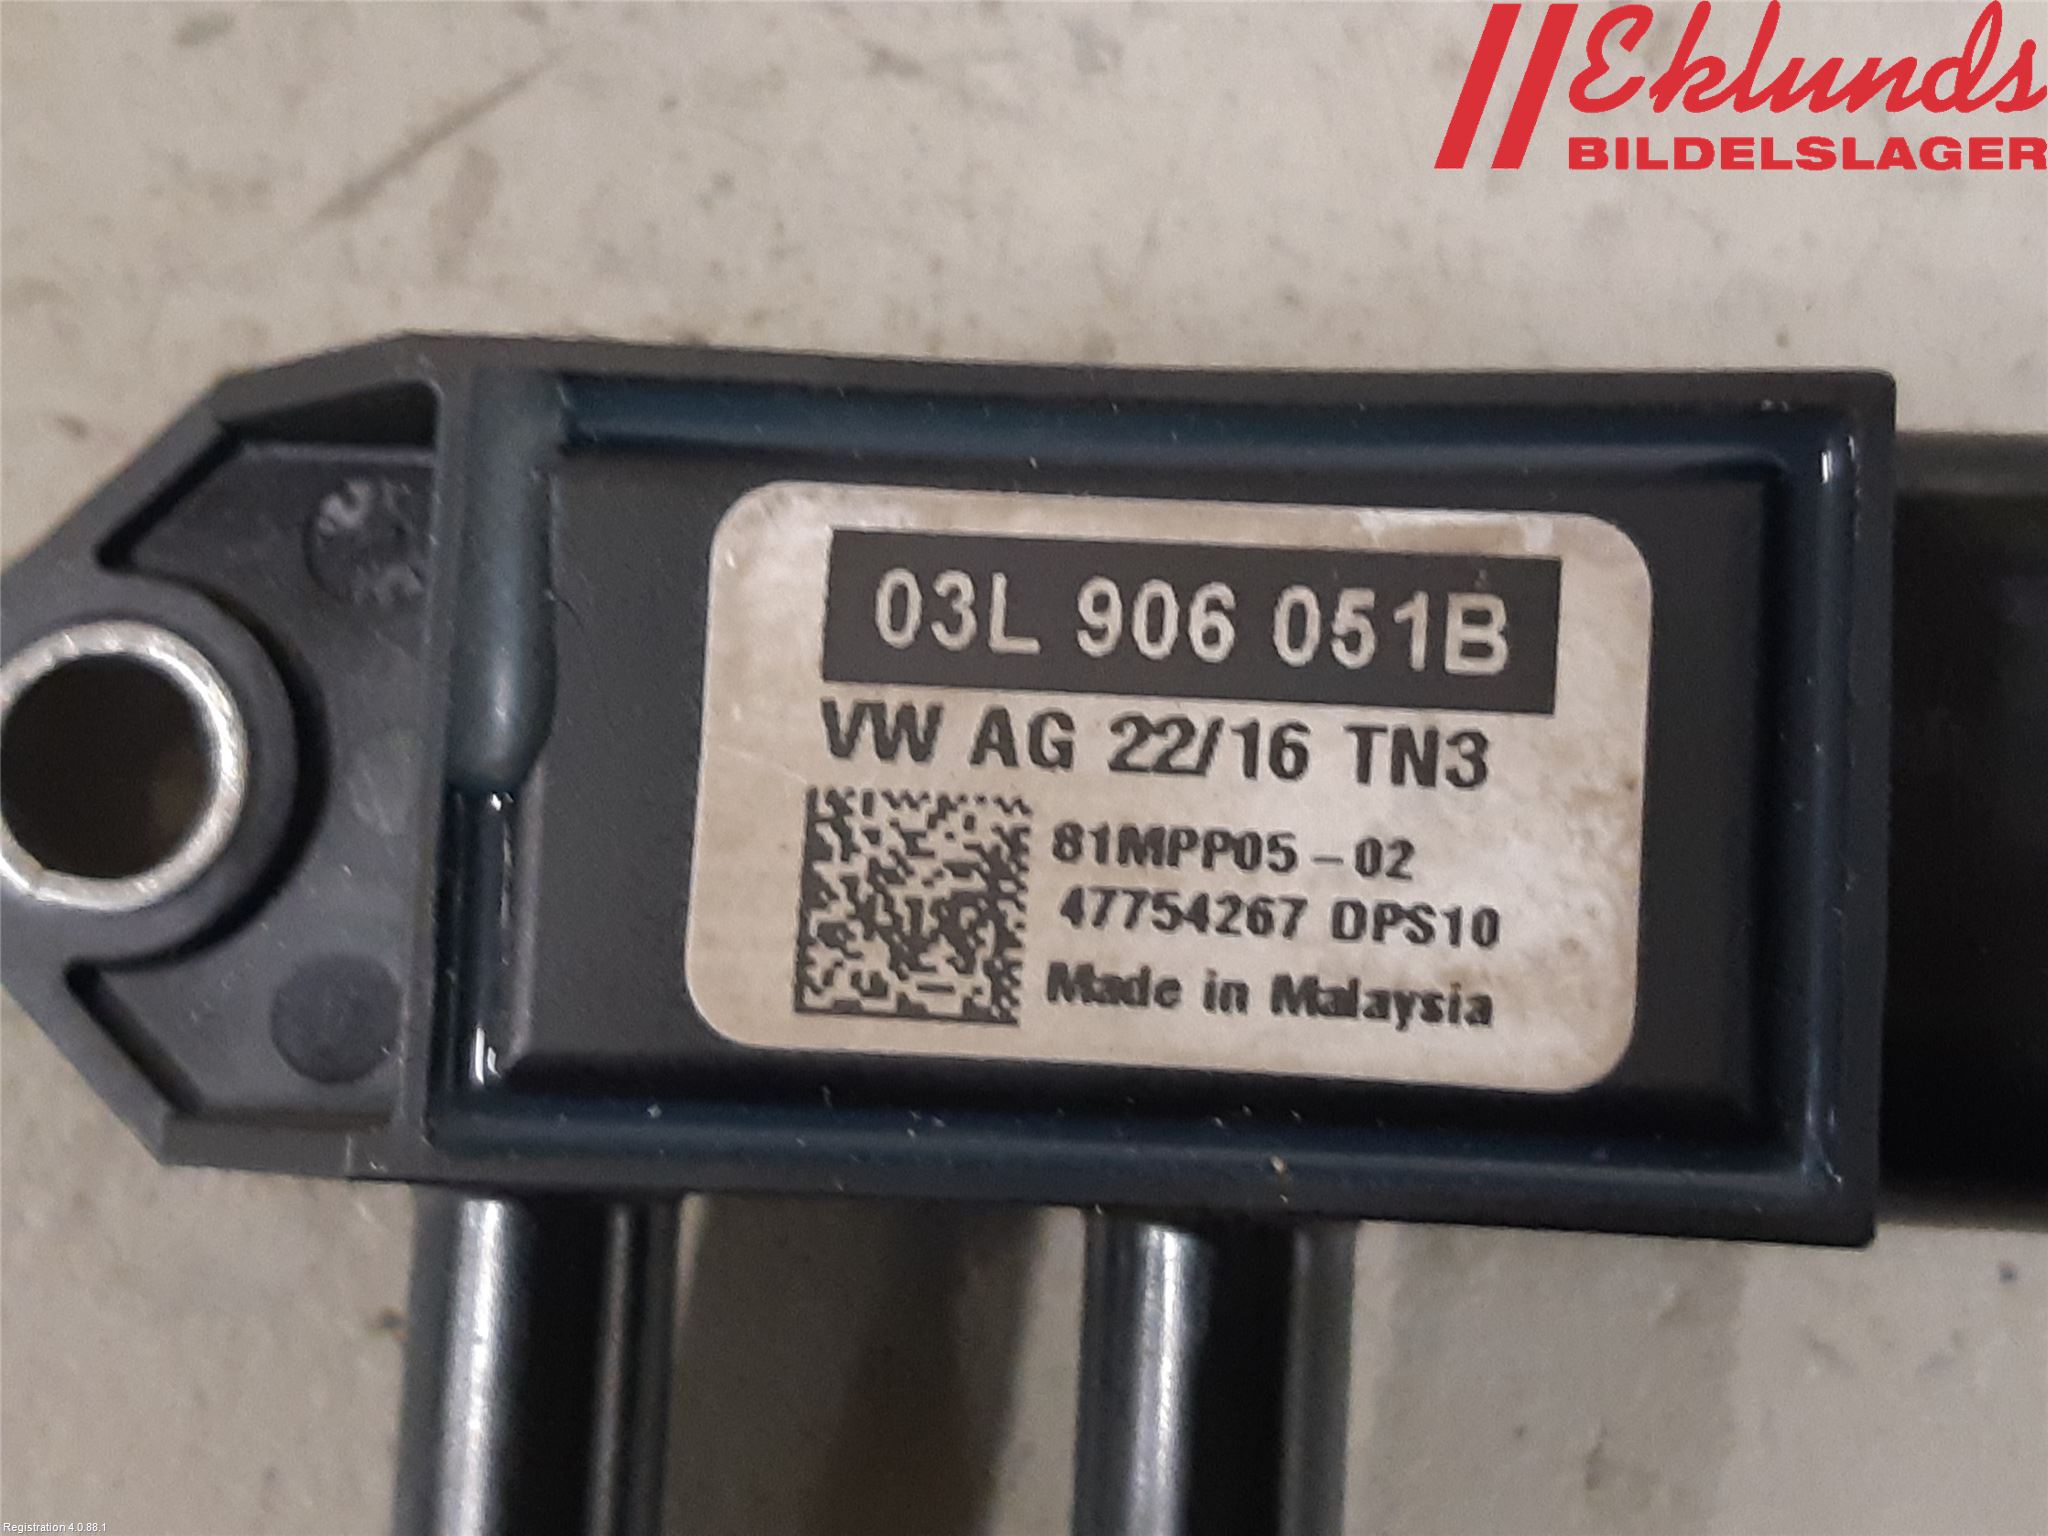 Eklunds
BILDELSLAGER
03L 906 051B
VW AG 22/16 TN3
81MPP05-02
47754267 DPS10
Made in Malaysia
Registration 4.0.88.1